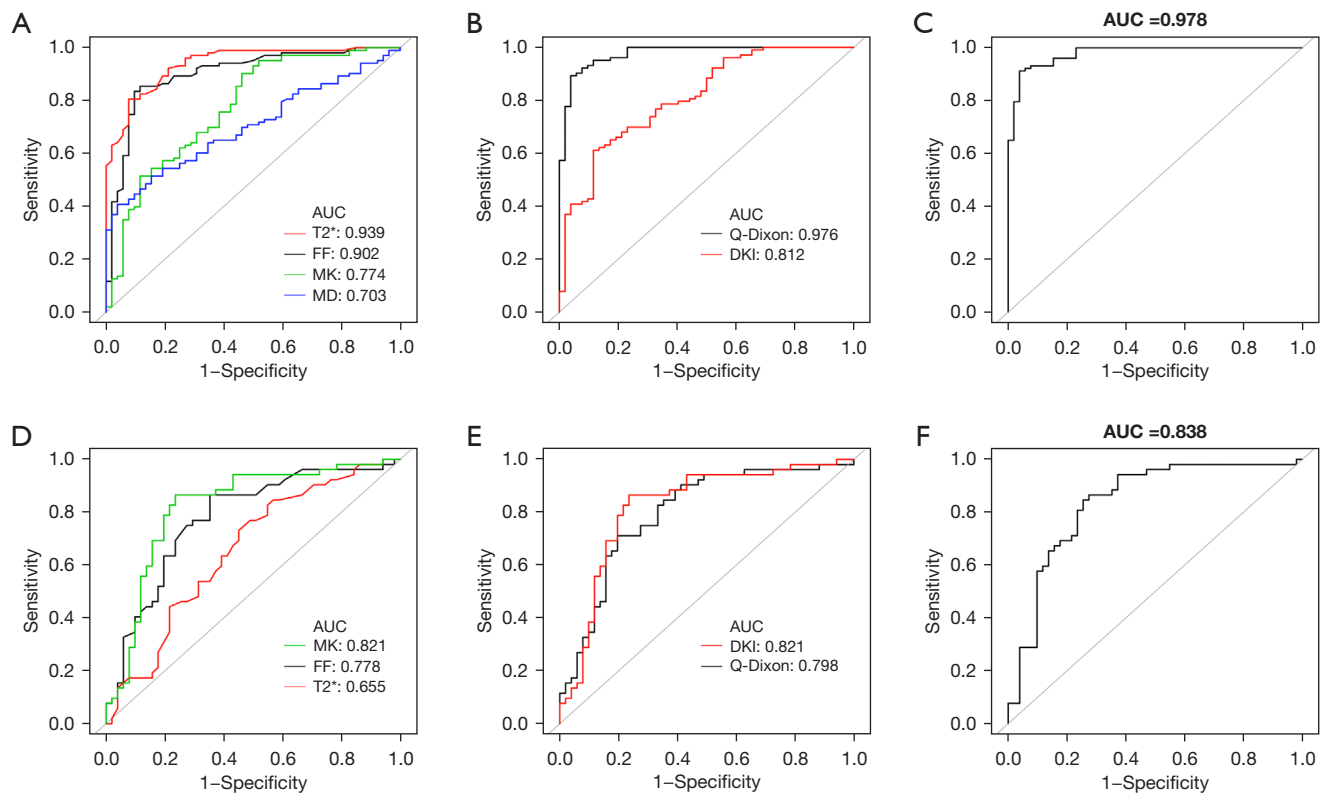 A
1.0
0.8
0.6
0.4
0.2
0.0
Sensitivity
AUC
T2*: 0.939
FF: 0.902
MK: 0.774
MD: 0.703
0.0 0.2 0.4 0.6 0.8 1.0
1–Specificity
B
1.0
0.8
0.6
0.4
0.2
0.0
Sensitivity
AUC
Q-Dixon: 0.976
DKI: 0.812
0.0 0.2 0.4 0.6 0.8 1.0
1–Specificity
C
AUC =0.978
1.0
0.8
0.6
0.4
0.2
0.0
Sensitivity
0.0 0.2 0.4 0.6 0.8 1.0
1–Specificity
D
1.0
0.8
0.6
0.4
0.2
0.0
Sensitivity
AUC
MK: 0.821
FF: 0.778
T2*: 0.655
0.0 0.2 0.4 0.6 0.8 1.0
1–Specificity
E
1.0
0.8
0.6
0.4
0.2
0.0
Sensitivity
AUC
DKI: 0.821
Q-Dixon: 0.798
0.0 0.2 0.4 0.6 0.8 1.0
1–Specificity
F
AUC =0.838
1.0
0.8
0.6
0.4
0.2
0.0
Sensitivity
0.0 0.2 0.4 0.6 0.8 1.0
1–Specificity